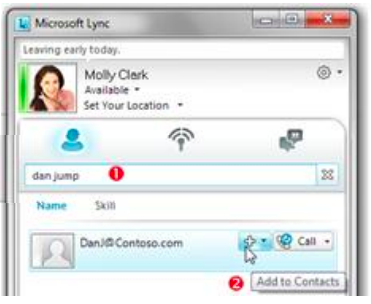 Microsoft Lync
Leaving early today.
Molly Clark
Available
Set Your Location
dan jump 1
Name Skill
DanJ@Contoso.com Call
2 Add to Contacts